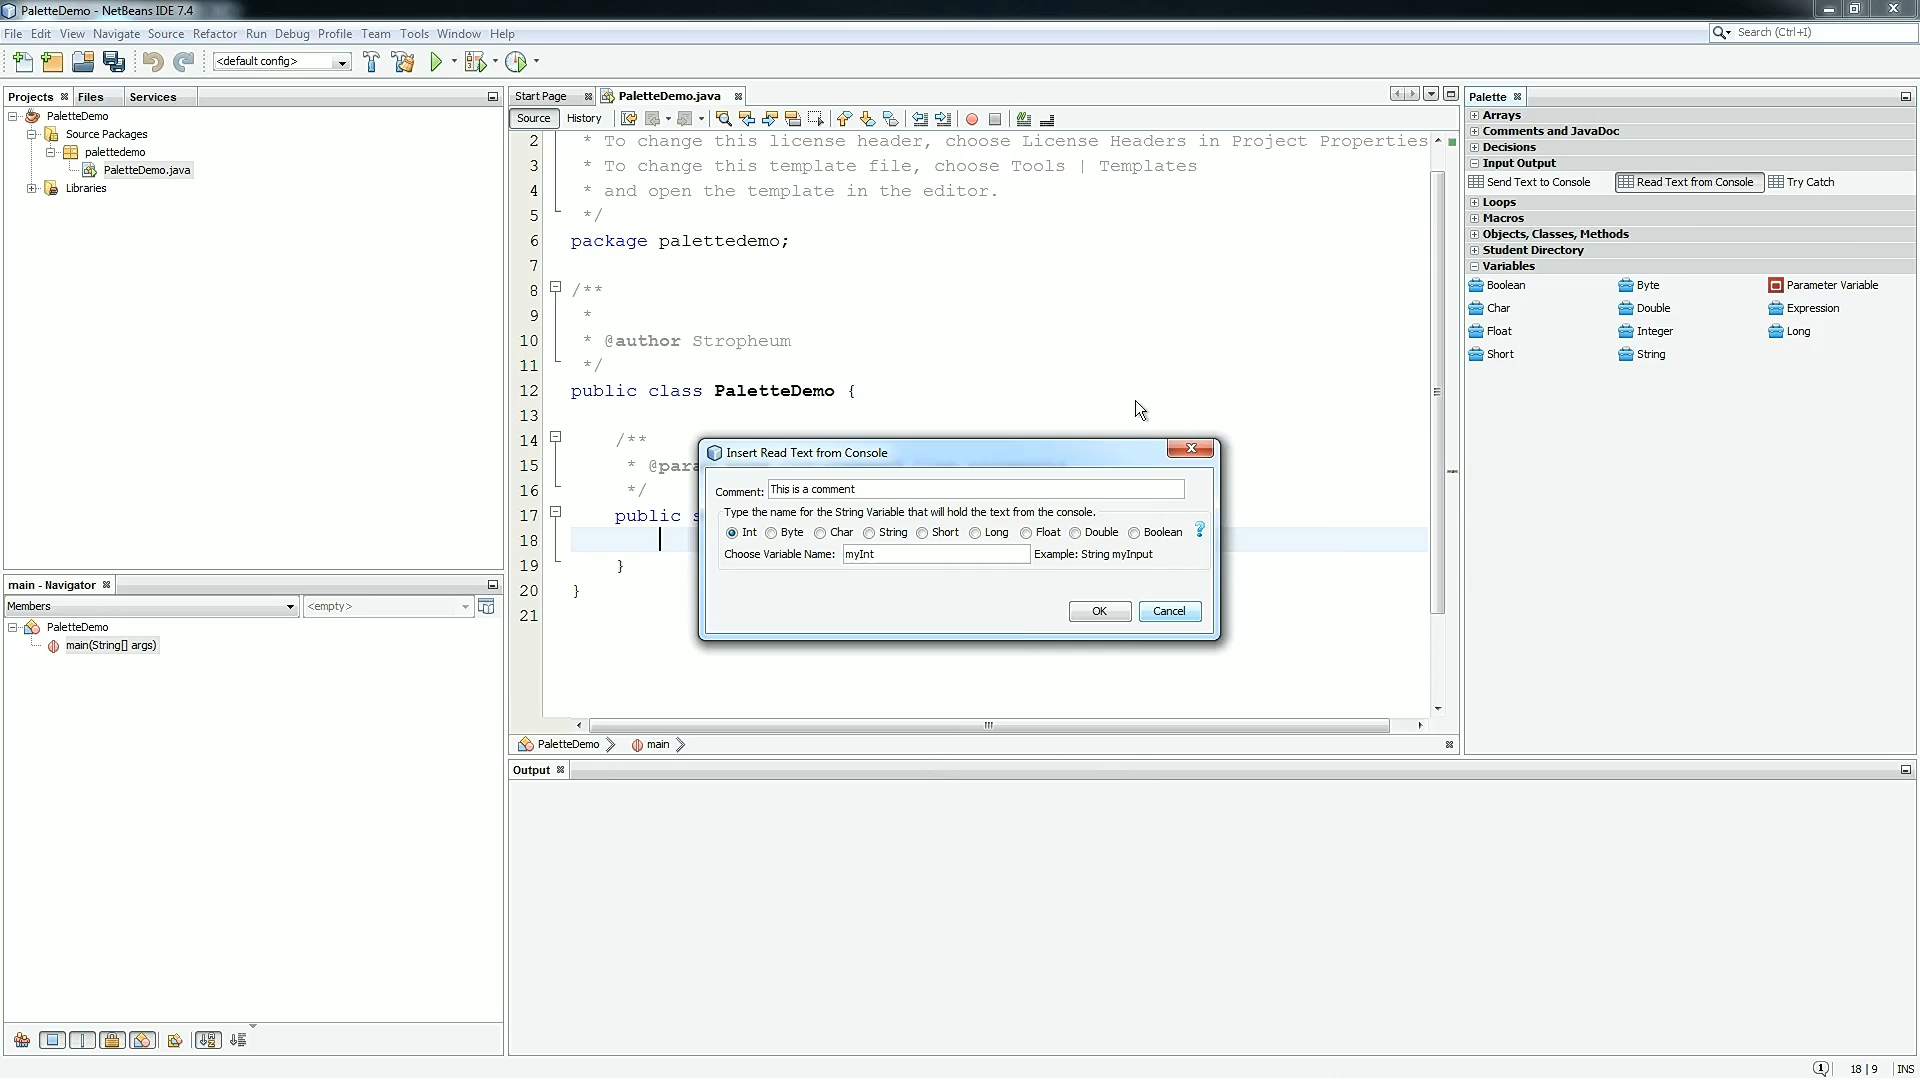 PaletteDemo - NetBeans IDE 7.4
File Edit View Navigate Source Refactor Run Debug Profile Team Tools Window Help
Search (Ctrl+I)
<default config>
Projects
Files
Services
PaletteDemo
Source Packages
palettedemo
PaletteDemo.java
Libraries
main - Navigator
Members
<empty>
PaletteDemo
main(String[] args)
Start Page
PaletteDemo.java
Source
History
2 * To change this license header, choose License Headers in Project Properties
3 * To change this template file, choose Tools | Templates
4 * and open the template in the editor.
5 */
6 package palettedemo;
7
8 /**
9 *
10 * @author Stropheum
11 */
12 public class PaletteDemo {
13
14 /**
15 * @para
16 */
17 public s
18
19 }
20 }
21
Insert Read Text from Console
Comment: This is a comment
Type the name for the String Variable that will hold the text from the console.
Int Byte Char String Short Long Float Double Boolean ?
Choose Variable Name: myInt Example: String myInput
OK Cancel
PaletteDemo main
Output
Palette
Arrays
Comments and JavaDoc
Decisions
Input Output
Send Text to Console Read Text from Console Try Catch
Loops
Macros
Objects, Classes, Methods
Student Directory
Variables
Boolean Byte Parameter Variable
Char Double Expression
Float Integer Long
Short String
18 | 9 INS